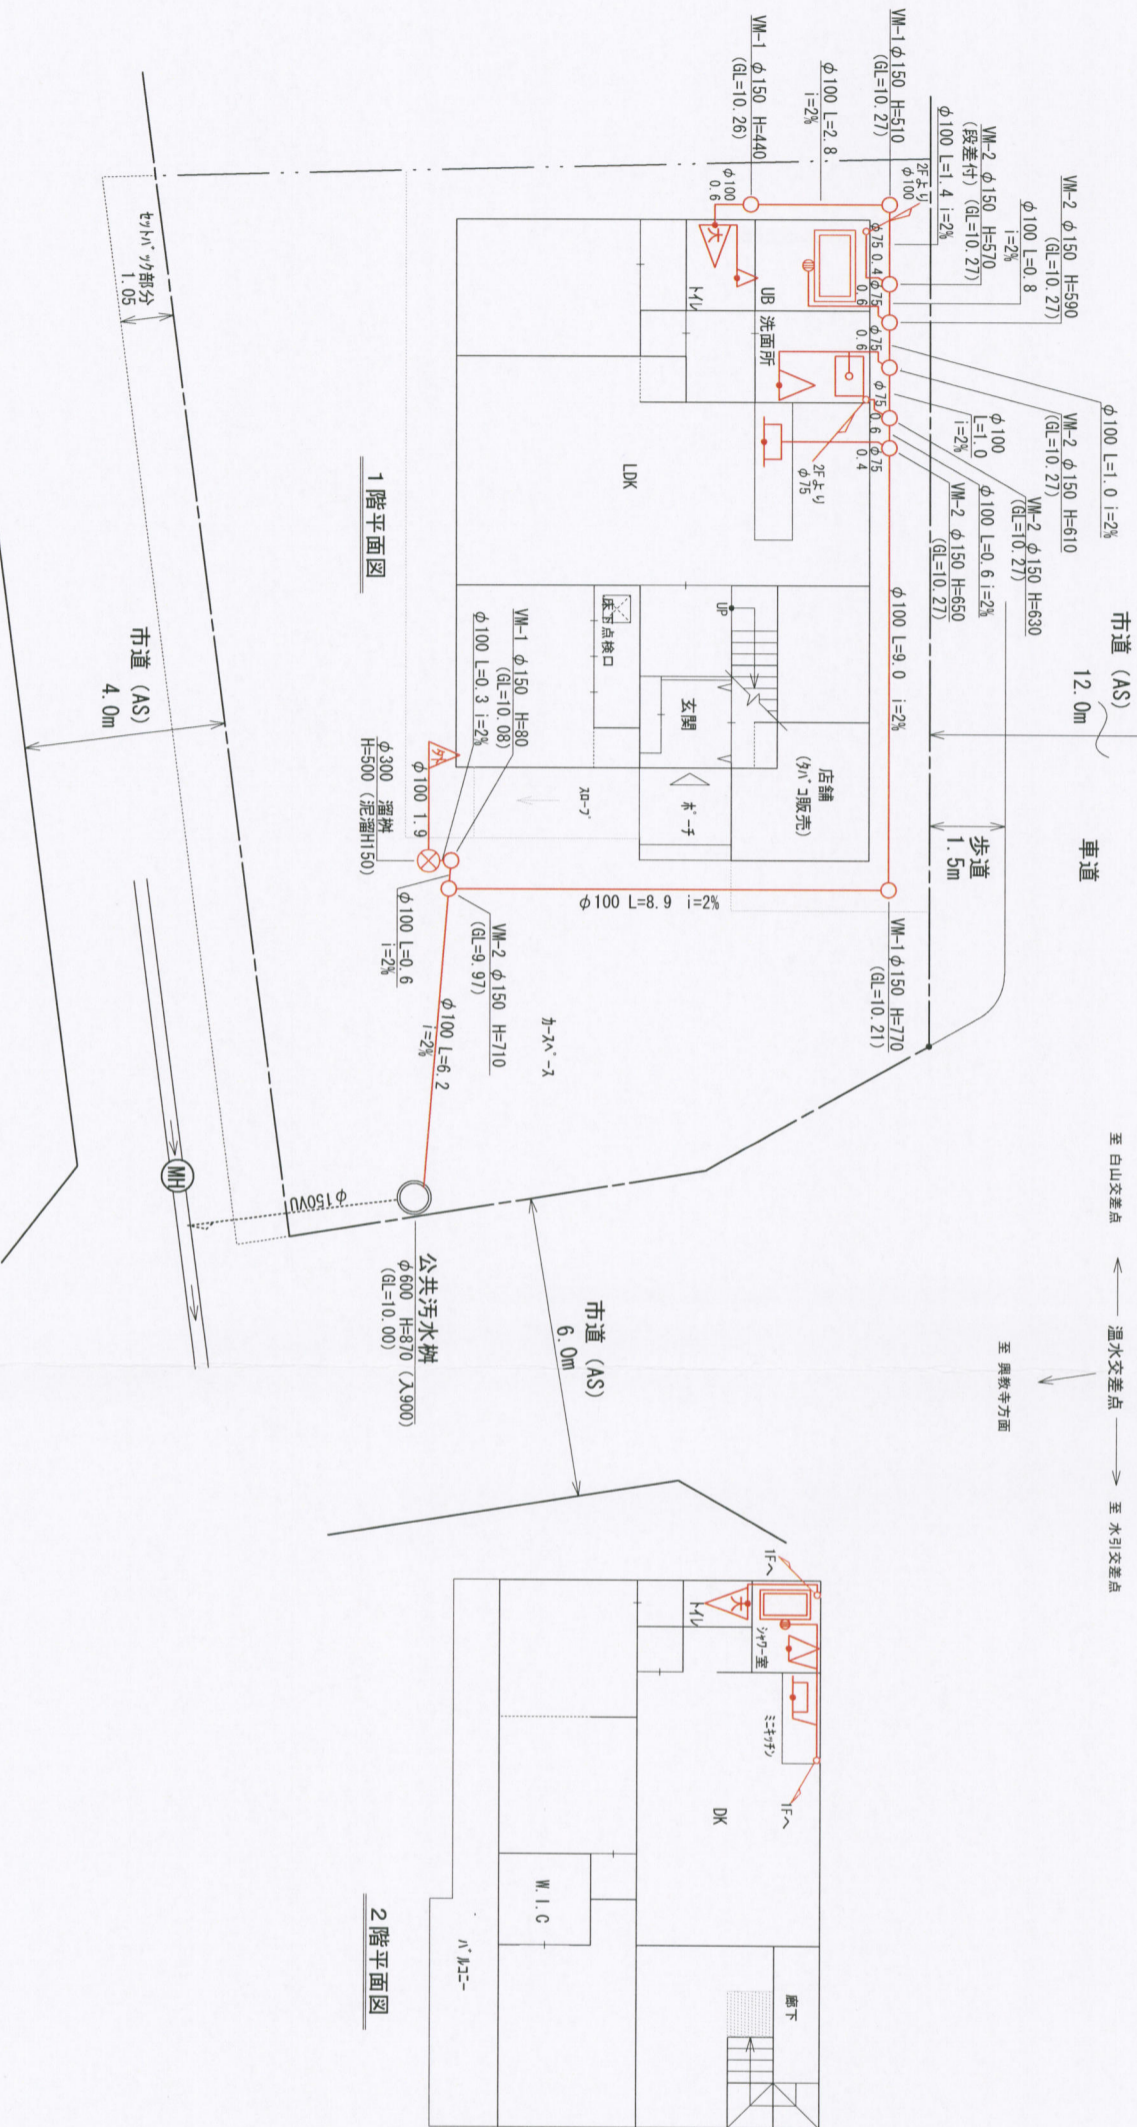 市道 (AS)
12.0m
車道
歩道
1.5m
至 白山交差点
温水交差点
至 水引交差点
至 興教寺方面
φ100 L=1.0 i=2%
VM-2 φ150 H=590
(GL=10.27)
φ100 L=0.8
i=2%
VM-2 φ150 H=570
(段差付) (GL=10.27)
φ100 L=1.4 i=2%
VM-1 φ150 H=510
(GL=10.27)
φ100 L=2.8
i=2%
VM-1 φ150 H=440
(GL=10.26)
VM-2 φ150 H=610
(GL=10.27)
φ100
L=1.0
i=2%
VM-2 φ150 H=630
(GL=10.27)
φ100 L=0.6 i=2%
VM-2 φ150 H=650
(GL=10.27)
2Fより
φ100
φ75 0.4
φ75
0.6
φ75
0.6
φ75
0.6
φ75
0.4
2Fより
φ75
φ100
0.6
φ100 L=9.0 i=2%
VM-1 φ150 H=770
(GL=10.21)
φ100 L=8.9 i=2%
大
トイレ
UB
洗面所
LDK
UP
玄関
床下点検口
店舗
(タバコ販売)
ポーチ
スロープ
カースペース
VM-1 φ150 H=80
(GL=10.08)
φ100 L=0.3 i=2%
外
φ100 1.9
φ300 溜桝
H=500 (泥溜H150)
φ100 L=0.6
i=2%
VM-2 φ150 H=710
(GL=9.97)
φ100 L=6.2
i=2%
1階平面図
セットバック部分
1.05
市道 (AS)
4.0m
MH
φ150VU
公共汚水桝
φ600 H=870 (入900)
(GL=10.00)
市道 (AS)
6.0m
1Fへ
大
トイレ
シャワー室
ミニキッチン
1Fへ
DK
W.I.C
廊下
バルコニー
2階平面図